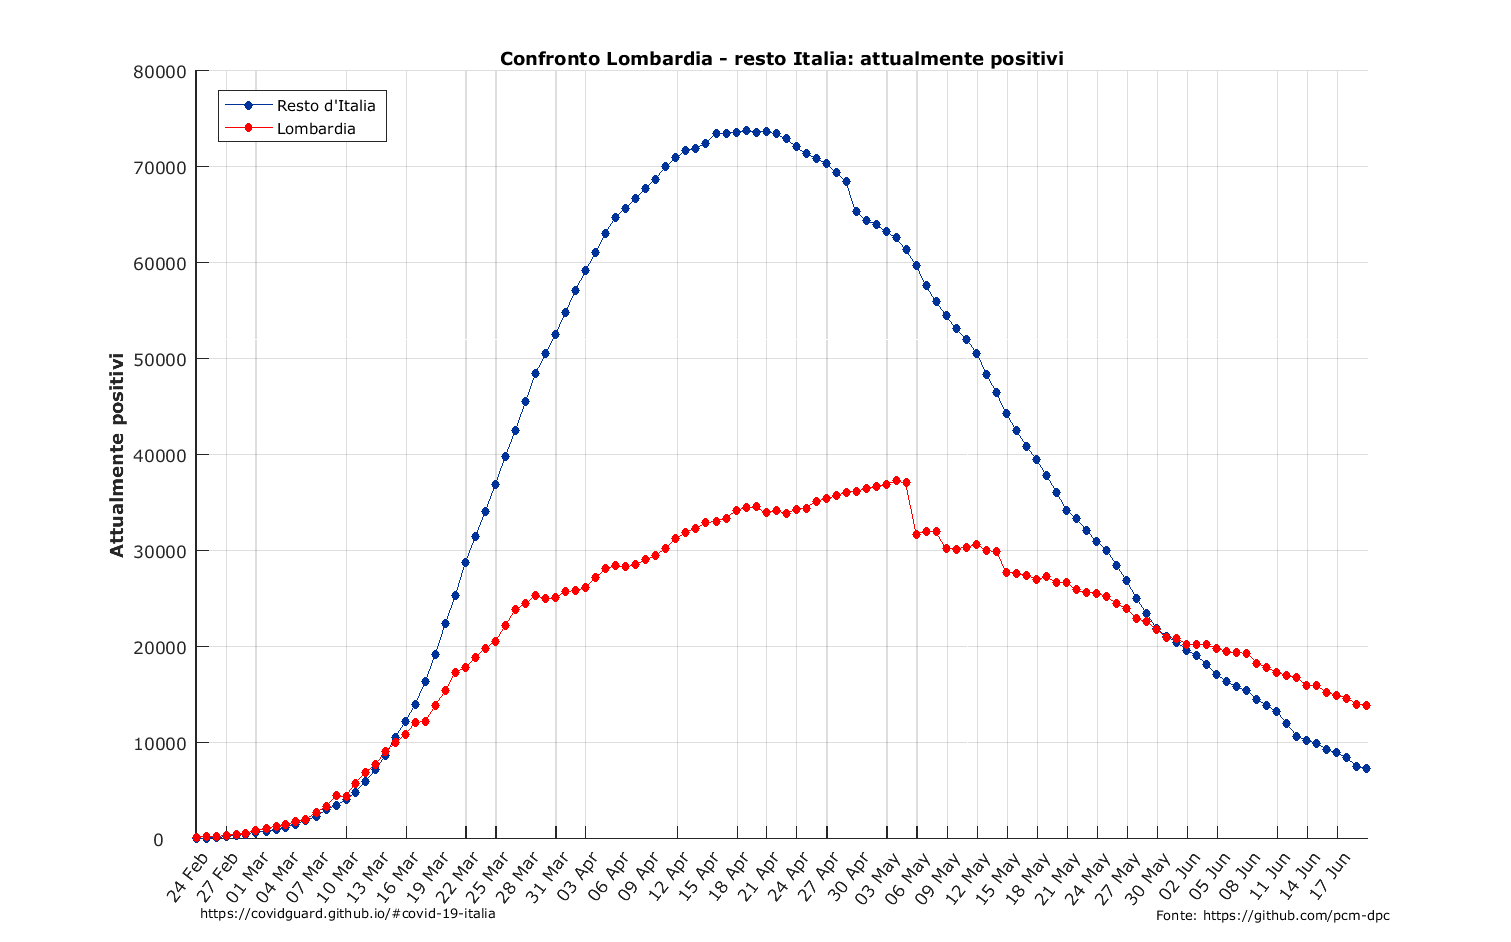 Confronto Lombardia - resto Italia: attualmente positivi
80000
70000
60000
50000
40000
30000
20000
10000
0
Attualmente positivi
Resto d'Italia
Lombardia
24 Feb
27 Feb
01 Mar
04 Mar
07 Mar
10 Mar
13 Mar
16 Mar
19 Mar
22 Mar
25 Mar
28 Mar
31 Mar
03 Apr
06 Apr
09 Apr
12 Apr
15 Apr
18 Apr
21 Apr
24 Apr
27 Apr
30 Apr
03 May
06 May
09 May
12 May
15 May
18 May
21 May
24 May
27 May
30 May
02 Jun
05 Jun
08 Jun
11 Jun
14 Jun
17 Jun
https://covidguard.github.io/#covid-19-italia
Fonte: https://github.com/pcm-dpc